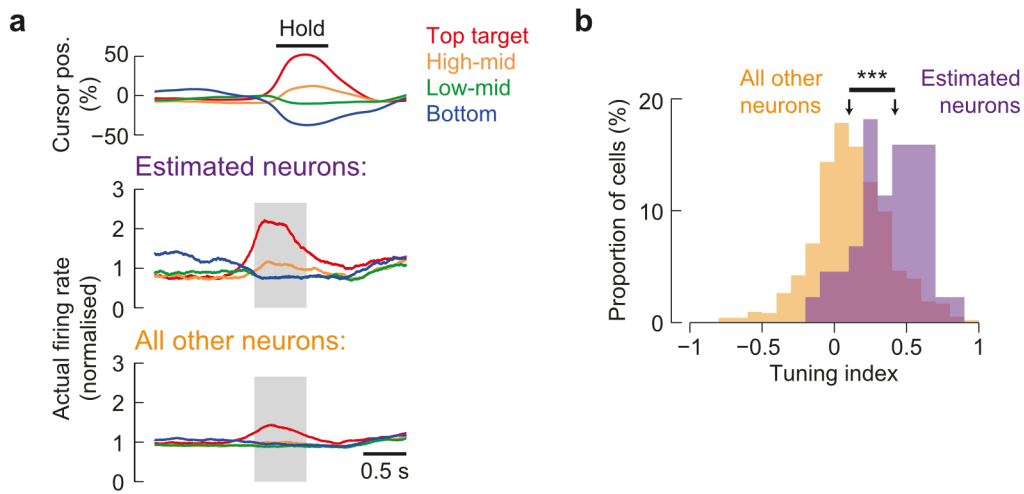 a
Hold
Top target
High-mid
Low-mid
Bottom
50
0
−50
Cursor pos.
(%)
Estimated neurons:
3
2
1
0
All other neurons:
3
2
1
0
Actual firing rate
(normalised)
0.5 s
b
All other
neurons
***
Estimated
neurons
20
10
0
Proportion of cells (%)
−1
−0.5
0
0.5
1
Tuning index